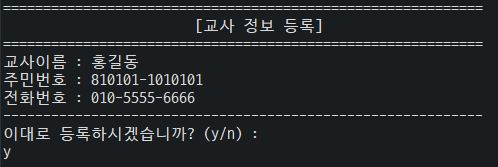 ============================================================
[교사 정보 등록]
============================================================
교사이름 : 홍길동
주민번호 : 810101-1010101
전화번호 : 010-5555-6666
------------------------------------------------------------
이대로 등록하시겠습니까? (y/n) :
y